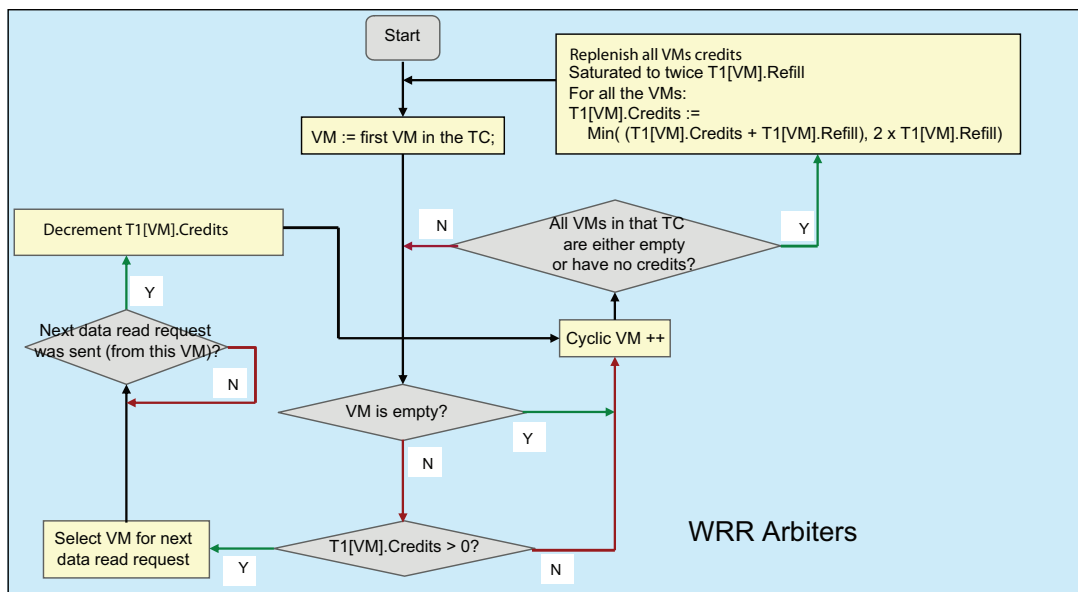 Start
Replenish all VMs credits
Saturated to twice T1[VM].Refill
For all the VMs:
T1[VM].Credits :=
Min( (T1[VM].Credits + T1[VM].Refill), 2 x T1[VM].Refill)
VM := first VM in the TC;
Decrement T1[VM].Credits
N
All VMs in that TC
are either empty
or have no credits?
Y
Y
Next data read request
was sent (from this VM)?
N
Cyclic VM ++
VM is empty?
Y
N
Select VM for next
data read request
Y
T1[VM].Credits > 0?
N
WRR Arbiters